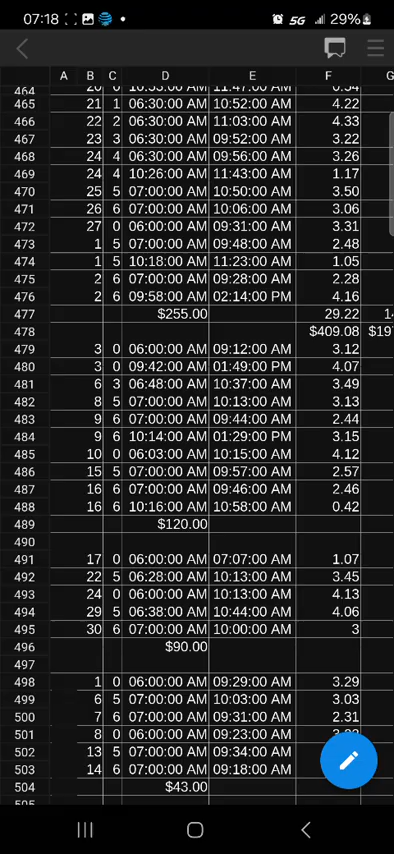 07:18 5G 29%
A B C D E F G
464 20 0 10:53:00 AM 11:47:00 AM 0.54
465 21 1 06:30:00 AM 10:52:00 AM 4.22
466 22 2 06:30:00 AM 11:03:00 AM 4.33
467 23 3 06:30:00 AM 09:52:00 AM 3.22
468 24 4 06:30:00 AM 09:56:00 AM 3.26
469 24 4 10:26:00 AM 11:43:00 AM 1.17
470 25 5 07:00:00 AM 10:50:00 AM 3.50
471 26 6 07:00:00 AM 10:06:00 AM 3.06
472 27 0 06:00:00 AM 09:31:00 AM 3.31
473 1 5 07:00:00 AM 09:48:00 AM 2.48
474 1 5 10:18:00 AM 11:23:00 AM 1.05
475 2 6 07:00:00 AM 09:28:00 AM 2.28
476 2 6 09:58:00 AM 02:14:00 PM 4.16
477 $255.00 29.22
478 $409.08
479 3 0 06:00:00 AM 09:12:00 AM 3.12
480 3 0 09:42:00 AM 01:49:00 PM 4.07
481 6 3 06:48:00 AM 10:37:00 AM 3.49
482 8 5 07:00:00 AM 10:13:00 AM 3.13
483 9 6 07:00:00 AM 09:44:00 AM 2.44
484 9 6 10:14:00 AM 01:29:00 PM 3.15
485 10 0 06:03:00 AM 10:15:00 AM 4.12
486 15 5 07:00:00 AM 09:57:00 AM 2.57
487 16 6 07:00:00 AM 09:46:00 AM 2.46
488 16 6 10:16:00 AM 10:58:00 AM 0.42
489 $120.00
490
491 17 0 06:00:00 AM 07:07:00 AM 1.07
492 22 5 06:28:00 AM 10:13:00 AM 3.45
493 24 0 06:00:00 AM 10:13:00 AM 4.13
494 29 5 06:38:00 AM 10:44:00 AM 4.06
495 30 6 07:00:00 AM 10:00:00 AM 3
496 $90.00
497
498 1 0 06:00:00 AM 09:29:00 AM 3.29
499 6 5 07:00:00 AM 10:03:00 AM 3.03
500 7 6 07:00:00 AM 09:31:00 AM 2.31
501 8 0 06:00:00 AM 09:23:00 AM
502 13 5 07:00:00 AM 09:34:00 AM
503 14 6 07:00:00 AM 09:18:00 AM
504 $43.00